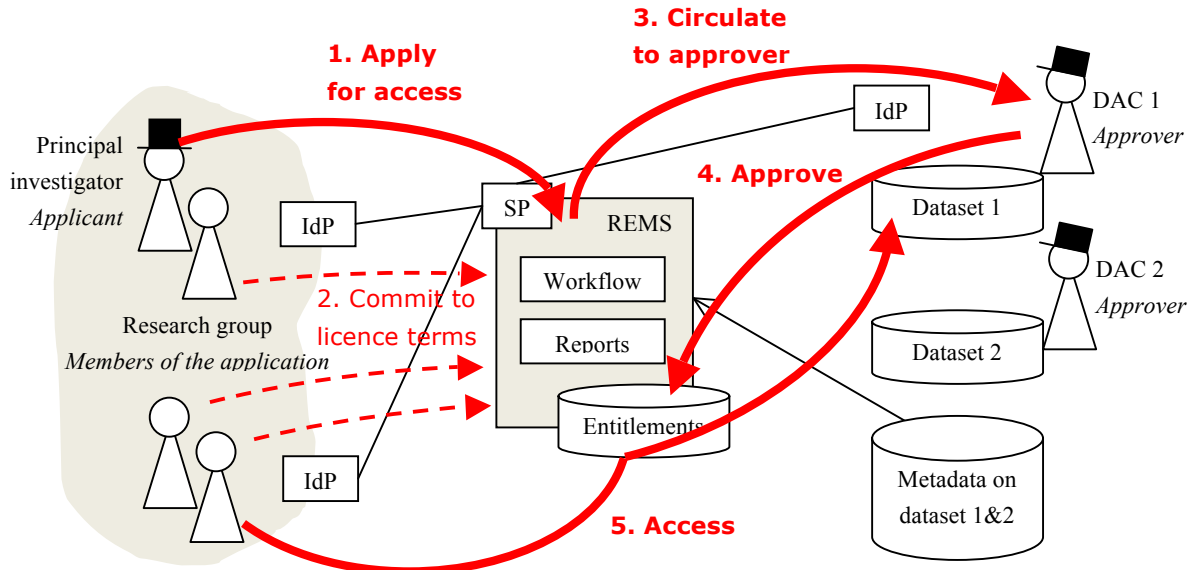 1. Apply
for access
3. Circulate
to approver
IdP
DAC 1
Approver
Principal
investigator
Applicant
4. Approve
SP
IdP
REMS
Dataset 1
Workflow
DAC 2
Approver
2. Commit to
licence terms
Research group
Members of the application
Reports
Dataset 2
Entitlements
IdP
Metadada on
dataset 1&2
5. Access